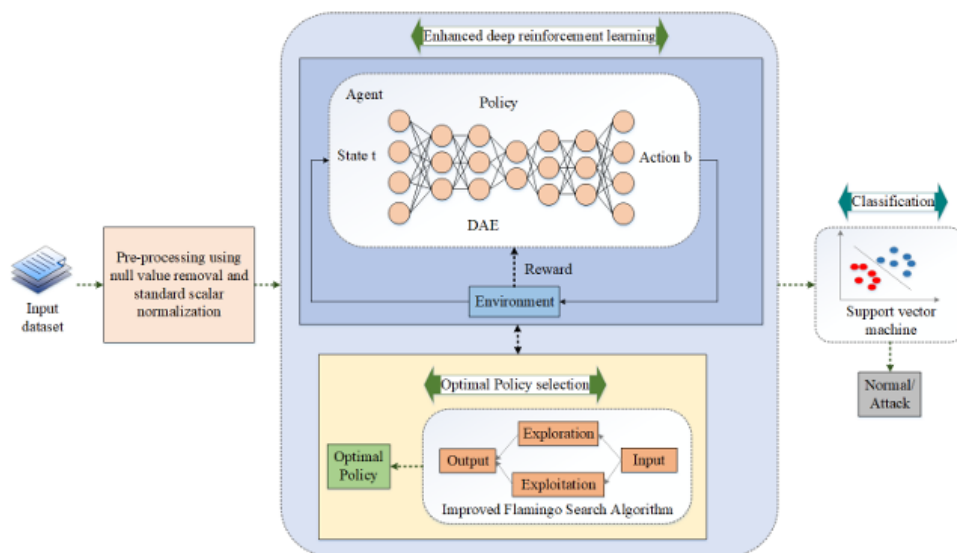 Enhanced deep reinforcement learning
Agent
Policy
State t
Action b
DAE
Reward
Environment
Input
dataset
Pre-processing using
null value removal and
standard scalar
normalization
Optimal Policy selection
Exploration
Output
Input
Exploitation
Improved Flamingo Search Algorithm
Optimal
Policy
Classification
Support vector
machine
Normal/
Attack